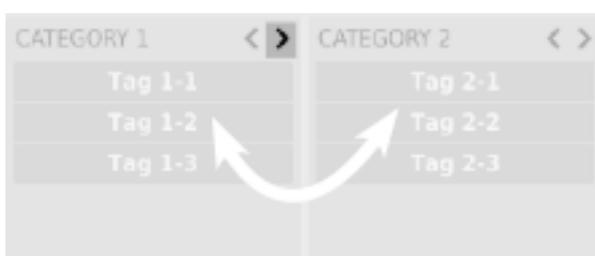 CATEGORY 1 < >
Tag 1-1
Tag 1-2
Tag 1-3
CATEGORY 2 < >
Tag 2-1
Tag 2-2
Tag 2-3